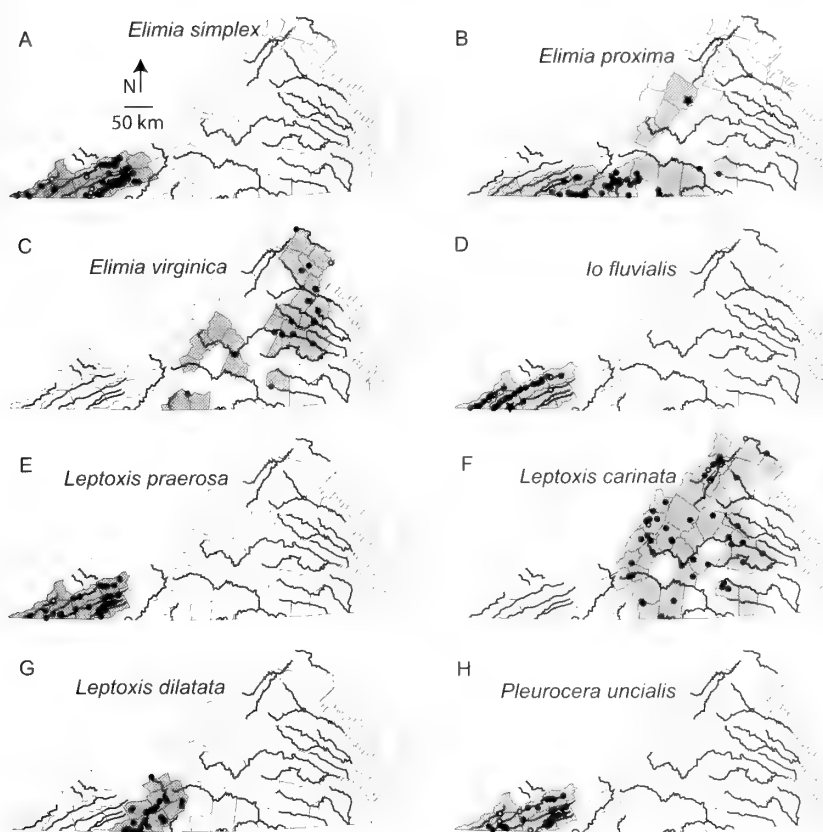 A
Elimia simplex
N
50 km
B
Elimia proxima
C
Elimia virginica
D
Io fluvialis
E
Leptoxis praerosa
F
Leptoxis carinata
G
Leptoxis dilatata
H
Pleurocera uncialis